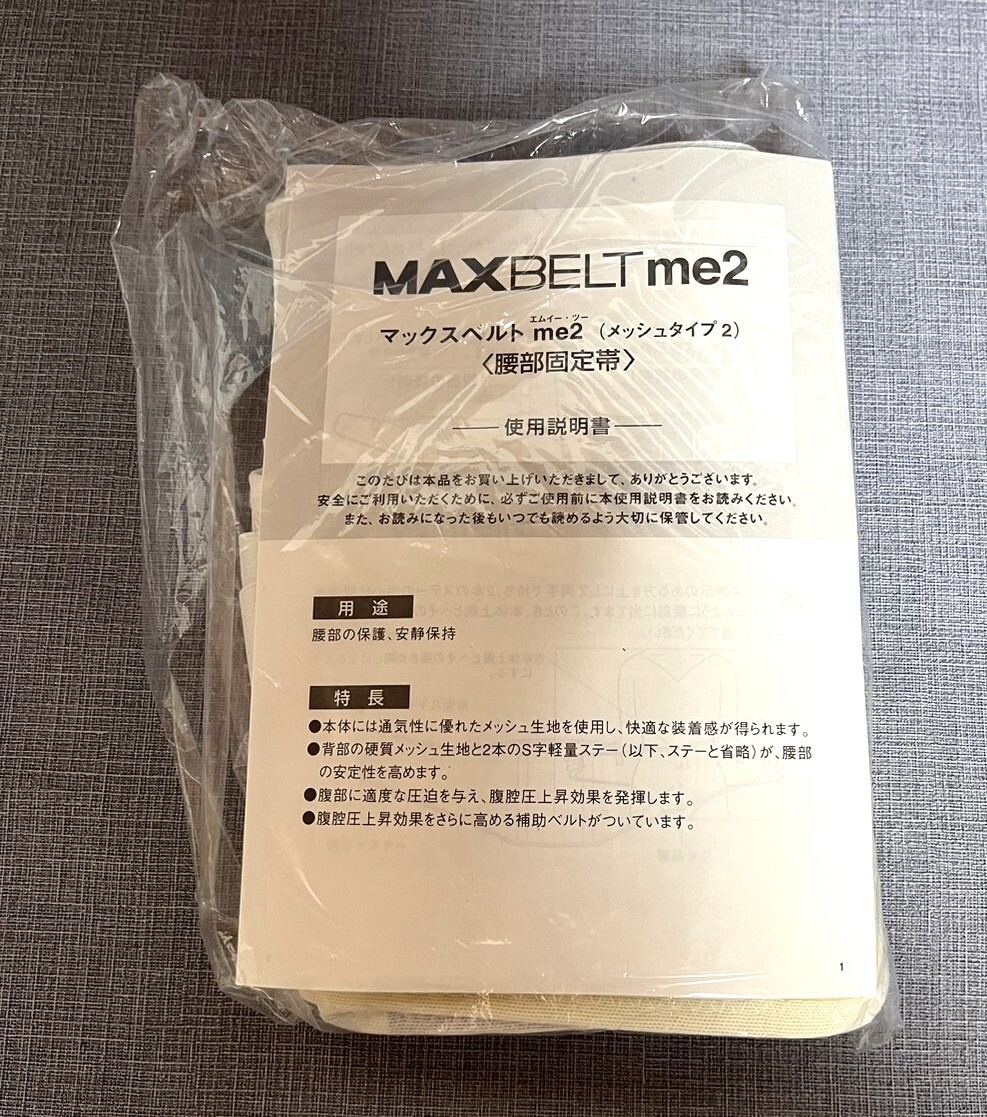 MAXBELT me2
エムイー・ツー
マックスベルト me2（メッシュタイプ2）
〈腰部固定帯〉
使用説明書
このたびは本品をお買い上げいただきまして、ありがとうございます。
安全にご利用いただくために、必ずご使用前に本使用説明書をお読みください。
また、お読みになった後もいつでも読めるよう大切に保管してください。
用 途
腰部の保護、安静保持
特 長
●本体には通気性に優れたメッシュ生地を使用し、快適な装着感が得られます。
●背部の硬質メッシュ生地と2本のS字軽量ステー（以下、ステーと省略）が、腰部
の安定性を高めます。
●腹部に適度な圧迫を与え、腹腔圧上昇効果を発揮します。
●腹腔圧上昇効果をさらに高める補助ベルトがついています。
1